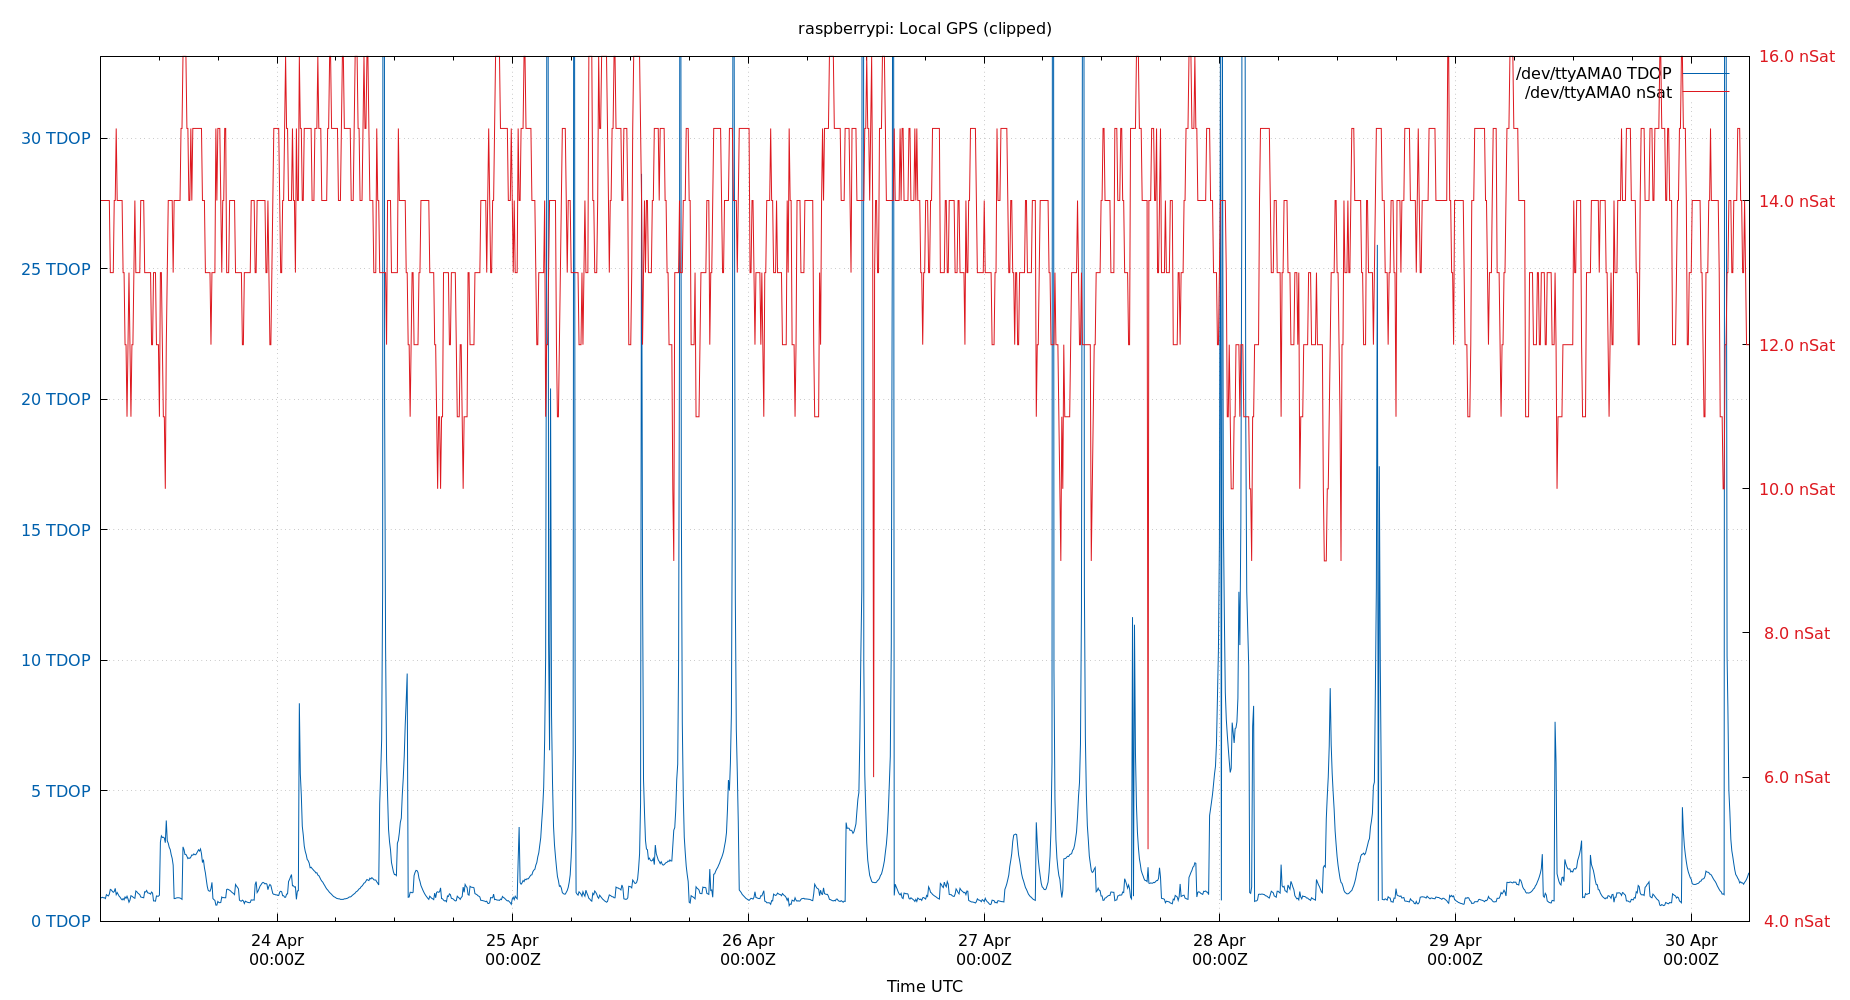 raspberrypi: Local GPS (clipped)
/dev/ttyAMA0 TDOP
/dev/ttyAMA0 nSat
30 TDOP
25 TDOP
20 TDOP
15 TDOP
10 TDOP
5 TDOP
0 TDOP
16.0 nSat
14.0 nSat
12.0 nSat
10.0 nSat
8.0 nSat
6.0 nSat
4.0 nSat
24 Apr
00:00Z
25 Apr
00:00Z
26 Apr
00:00Z
27 Apr
00:00Z
28 Apr
00:00Z
29 Apr
00:00Z
30 Apr
00:00Z
Time UTC